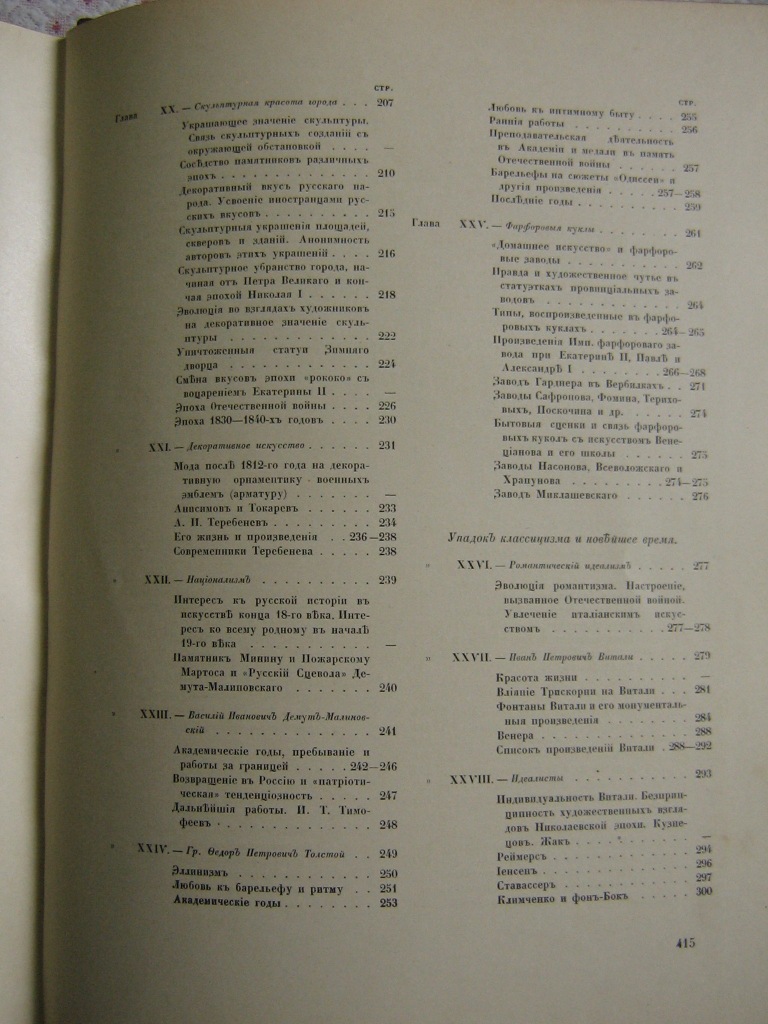 СТР.
Глава XX. — Скульптурная красота города . . . 207
Украшающее значеніе скульптуры.
Связь скульптурныхъ созданій съ
окружающей обстановкой . . . . —
Сосѣдство памятниковъ различныхъ
эпохъ . . . . . . . . . . . 210
Декоративный вкусъ русскаго на-
рода. Усвоеніе иностранцами рус-
скихъ вкусовъ . . . . . . . . 215
Скульптурныя украшенія площадей,
скверовъ и зданій. Анонимность
авторовъ этихъ украшеній . . . . 216
Скульптурное убранство города, на-
чиная отъ Петра Великаго и кон-
чая эпохой Николая I . . . . . . 218
Эволюція во взглядахъ художниковъ
на декоративное значеніе скуль-
птуры . . . . . . . . . . . 222
Уничтоженныя статуи Зимняго
дворца . . . . . . . . . . . 224
Смѣна вкусовъ эпохи «рококо» съ
воцареніемъ Екатерины II . . . . —
Эпоха Отечественной войны . . . . 226
Эпоха 1830—1840-хъ годовъ . . . . 230
» XXI. — Декоративное искусство . . . . . . 231
Мода послѣ 1812-го года на декора-
тивную орнаментику военныхъ
эмблемъ (арматуру) . . . . . . . —
Анисимовъ и Токаревъ . . . . . . 233
А. И. Теребеневъ . . . . . . . . 234
Его жизнь и произведенія . . 236—238
Современники Теребенева . . . . . 238
» XXII. — Націонализмъ . . . . . . . . . 239
Интересъ къ русской исторіи въ
искусствѣ конца 18-го вѣка. Инте-
ресъ ко всему родному въ началѣ
19-го вѣка . . . . . . . . . . —
Памятникъ Минину и Пожарскому
Мартоса и «Русскій Сцевола» Де-
мута-Малиновскаго . . . . . . . 240
» XXIII. — Василій Ивановичъ Демутъ-Малинов-
скій . . . . . . . . . . . . 241
Академическіе годы, пребываніе и
работы за границей . . . . . 242—246
Возвращеніе въ Россію и «патріоти-
ческая» тенденціозность . . . . . 247
Дальнѣйшія работы. И. Т. Тимо-
феевъ . . . . . . . . . . . . 248
» XXIV. — Гр. Ѳедоръ Петровичъ Толстой . . 249
Эллинизмъ . . . . . . . . . . 250
Любовь къ барельефу и ритму . . 251
Академическіе годы . . . . . . . 253
СТР.
Любовь къ интимному быту . . . . 255
Раннія работы . . . . . . . . . 256
Преподавательская дѣятельность
въ Академіи и медали въ память
Отечественной войны . . . . . . 257
Барельефы на сюжеты «Одиссеи» и
другія произведенія . . . . . 257—258
Послѣдніе годы . . . . . . . . 259
Глава XXV. — Фарфоровыя куклы . . . . . . . 261
«Домашнее искусство» и фарфоро-
вые заводы . . . . . . . . . . 262
Правда и художественное чутье въ
статуэткахъ провинціальныхъ за-
водовъ . . . . . . . . . . . 264
Типы, воспроизведенные въ фарфо-
ровыхъ куклахъ . . . . . . 264—265
Произведенія Имп. фарфороваго за-
вода при Екатеринѣ II, Павлѣ и
Александрѣ I . . . . . . . 266—268
Заводъ Гарднера въ Вербилкахъ . . 271
Заводы Сафронова, Фомина, Терихо-
выхъ, Поскочина и др. . . . . . . 274
Бытовыя сценки и связь фарфоро-
выхъ куколъ съ искусствомъ Вене-
ціанова и его школы . . . . . . 275
Заводы Насонова, Всеволожскаго и
Храпунова . . . . . . . . 274—275
Заводъ Миклашевскаго . . . . . . 276
Упадокъ классицизма и новѣйшее время.
» XXVI. — Романтическій идеализмъ . . . . . 277
Эволюція романтизма. Настроеніе,
вызванное Отечественной войной.
Увлеченіе итальянскимъ искус-
ствомъ . . . . . . . . . . 277—278
» XXVII. — Иванъ Петровичъ Витали . . . . . 279
Красота жизни . . . . . . . . . —
Вліяніе Трискорни на Витали . . . 281
Фонтаны Витали и его монументаль-
ныя произведенія . . . . . . . . 284
Венера . . . . . . . . . . . . 288
Списокъ произведеній Витали . 288—292
» XXVIII. — Идеалисты . . . . . . . . . . 293
Индивидуальность Витали. Безприн-
ципность художественныхъ взгля-
довъ Николаевской эпохи. Кузне-
цовъ. Жакъ . . . . . . . . . . —
Реймерсъ . . . . . . . . . . . 294
Іенсенъ . . . . . . . . . . . . 296
Ставассеръ . . . . . . . . . . . 297
Климченко и фонъ-Бокъ . . . . . 300
415